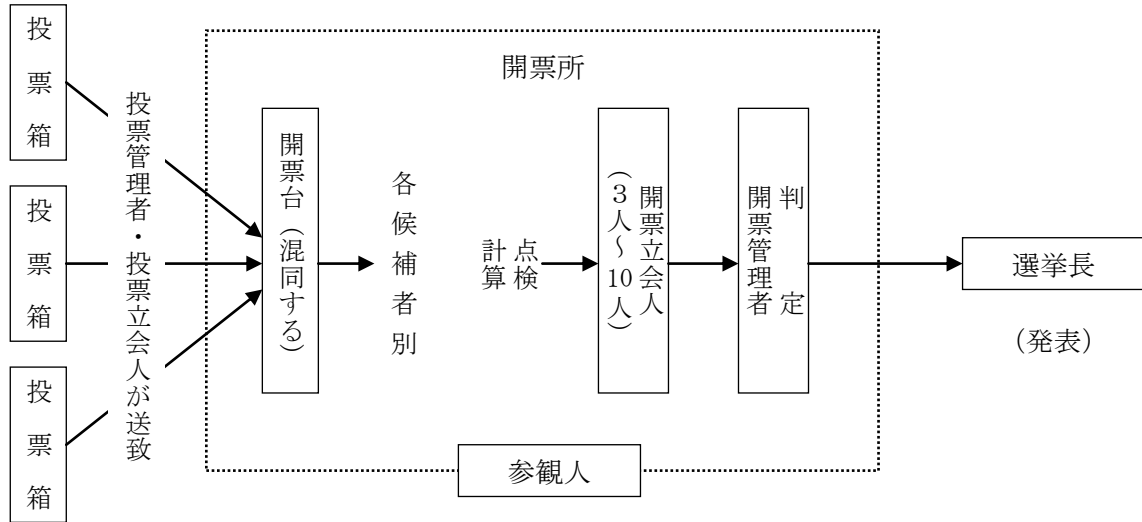 投票箱
投票箱
投票箱
投票管理者・投票立会人が送致
開票所
開票台（混同する）
各候補者別
点検
計算
開票立会人
（３人～10人）
判定
開票管理者
参観人
選挙長
（発表）